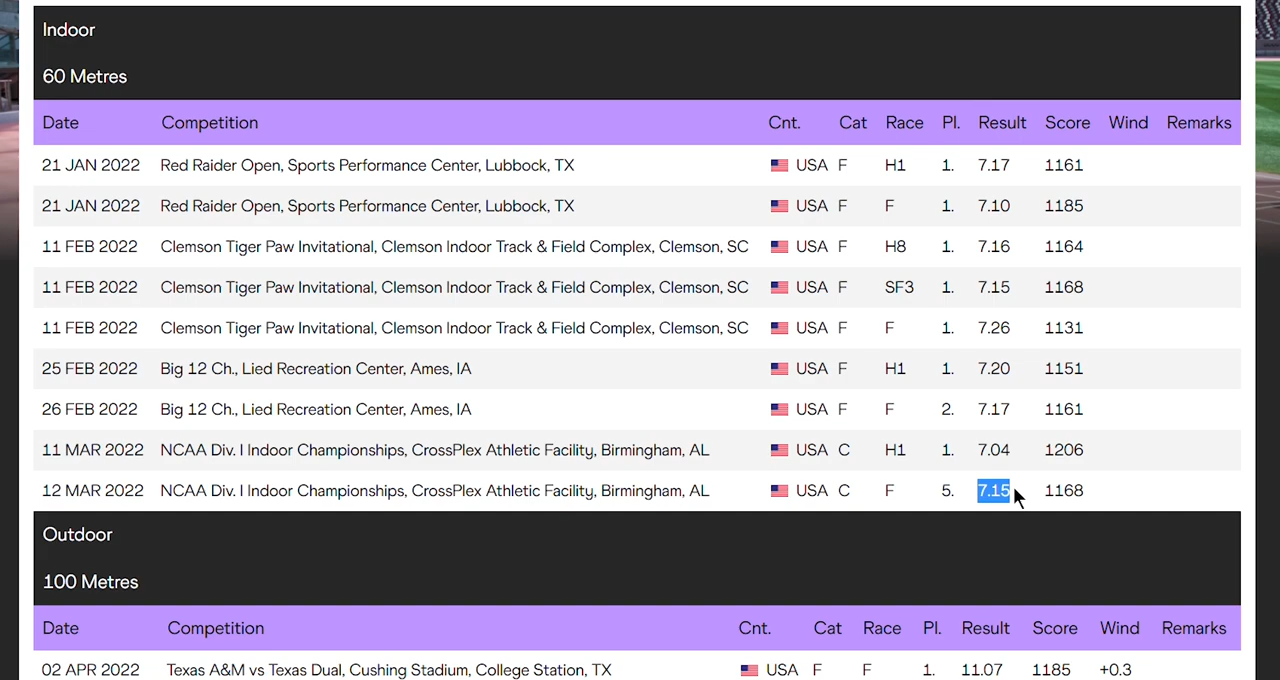 Indoor
60 Metres
Date Competition Cnt. Cat Race Pl. Result Score Wind Remarks
21 JAN 2022 Red Raider Open, Sports Performance Center, Lubbock, TX USA F H1 1. 7.17 1161
21 JAN 2022 Red Raider Open, Sports Performance Center, Lubbock, TX USA F F 1. 7.10 1185
11 FEB 2022 Clemson Tiger Paw Invitational, Clemson Indoor Track & Field Complex, Clemson, SC USA F H8 1. 7.16 1164
11 FEB 2022 Clemson Tiger Paw Invitational, Clemson Indoor Track & Field Complex, Clemson, SC USA F SF3 1. 7.15 1168
11 FEB 2022 Clemson Tiger Paw Invitational, Clemson Indoor Track & Field Complex, Clemson, SC USA F F 1. 7.26 1131
25 FEB 2022 Big 12 Ch., Lied Recreation Center, Ames, IA USA F H1 1. 7.20 1151
26 FEB 2022 Big 12 Ch., Lied Recreation Center, Ames, IA USA F F 2. 7.17 1161
11 MAR 2022 NCAA Div. I Indoor Championships, CrossPlex Athletic Facility, Birmingham, AL USA C H1 1. 7.04 1206
12 MAR 2022 NCAA Div. I Indoor Championships, CrossPlex Athletic Facility, Birmingham, AL USA C F 5. 7.15 1168
Outdoor
100 Metres
Date Competition Cnt. Cat Race Pl. Result Score Wind Remarks
02 APR 2022 Texas A&M vs Texas Dual, Cushing Stadium, College Station, TX USA F F 1. 11.07 1185 +0.3